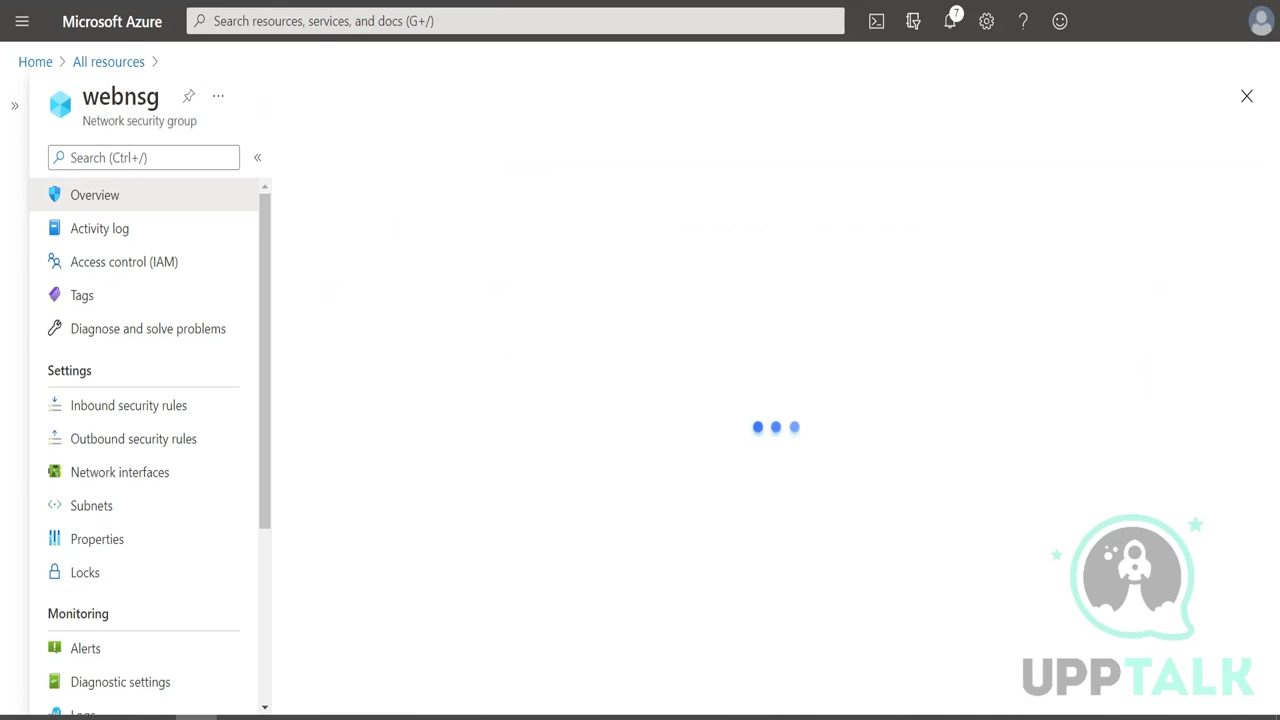 Microsoft Azure
Search resources, services, and docs (G+/)
7
Home > All resources >
webnsg
Network security group
Search (Ctrl+/)
Overview
Activity log
Access control (IAM)
Tags
Diagnose and solve problems
Settings
Inbound security rules
Outbound security rules
Network interfaces
Subnets
Properties
Locks
Monitoring
Alerts
Diagnostic settings
Logs
UPPTALK